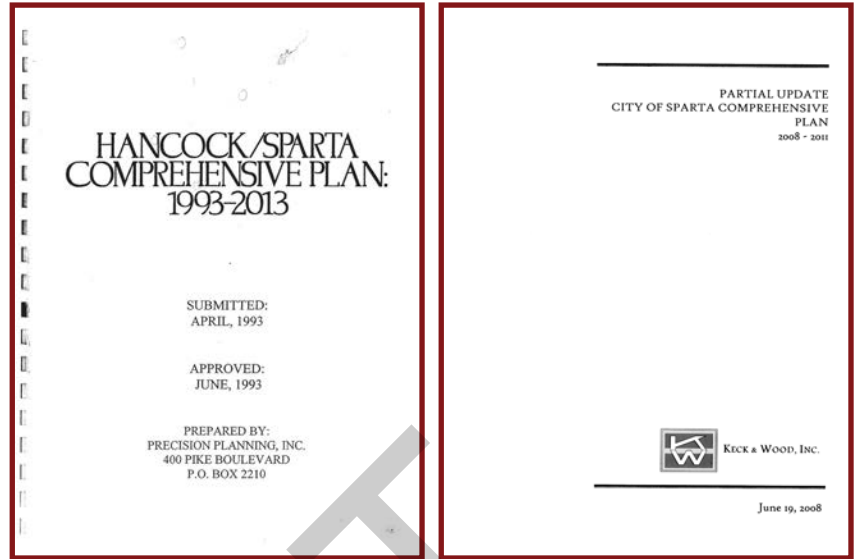 HANCOCK/SPARTA
COMPREHENSIVE PLAN:
1993-2013
SUBMITTED:
APRIL, 1993
APPROVED:
JUNE, 1993
PREPARED BY:
PRECISION PLANNING, INC.
400 PIKE BOULEVARD
P.O. BOX 2210
PARTIAL UPDATE
CITY OF SPARTA COMPREHENSIVE
PLAN
2008 - 2011
KW
KECK & WOOD, INC.
June 19, 2008